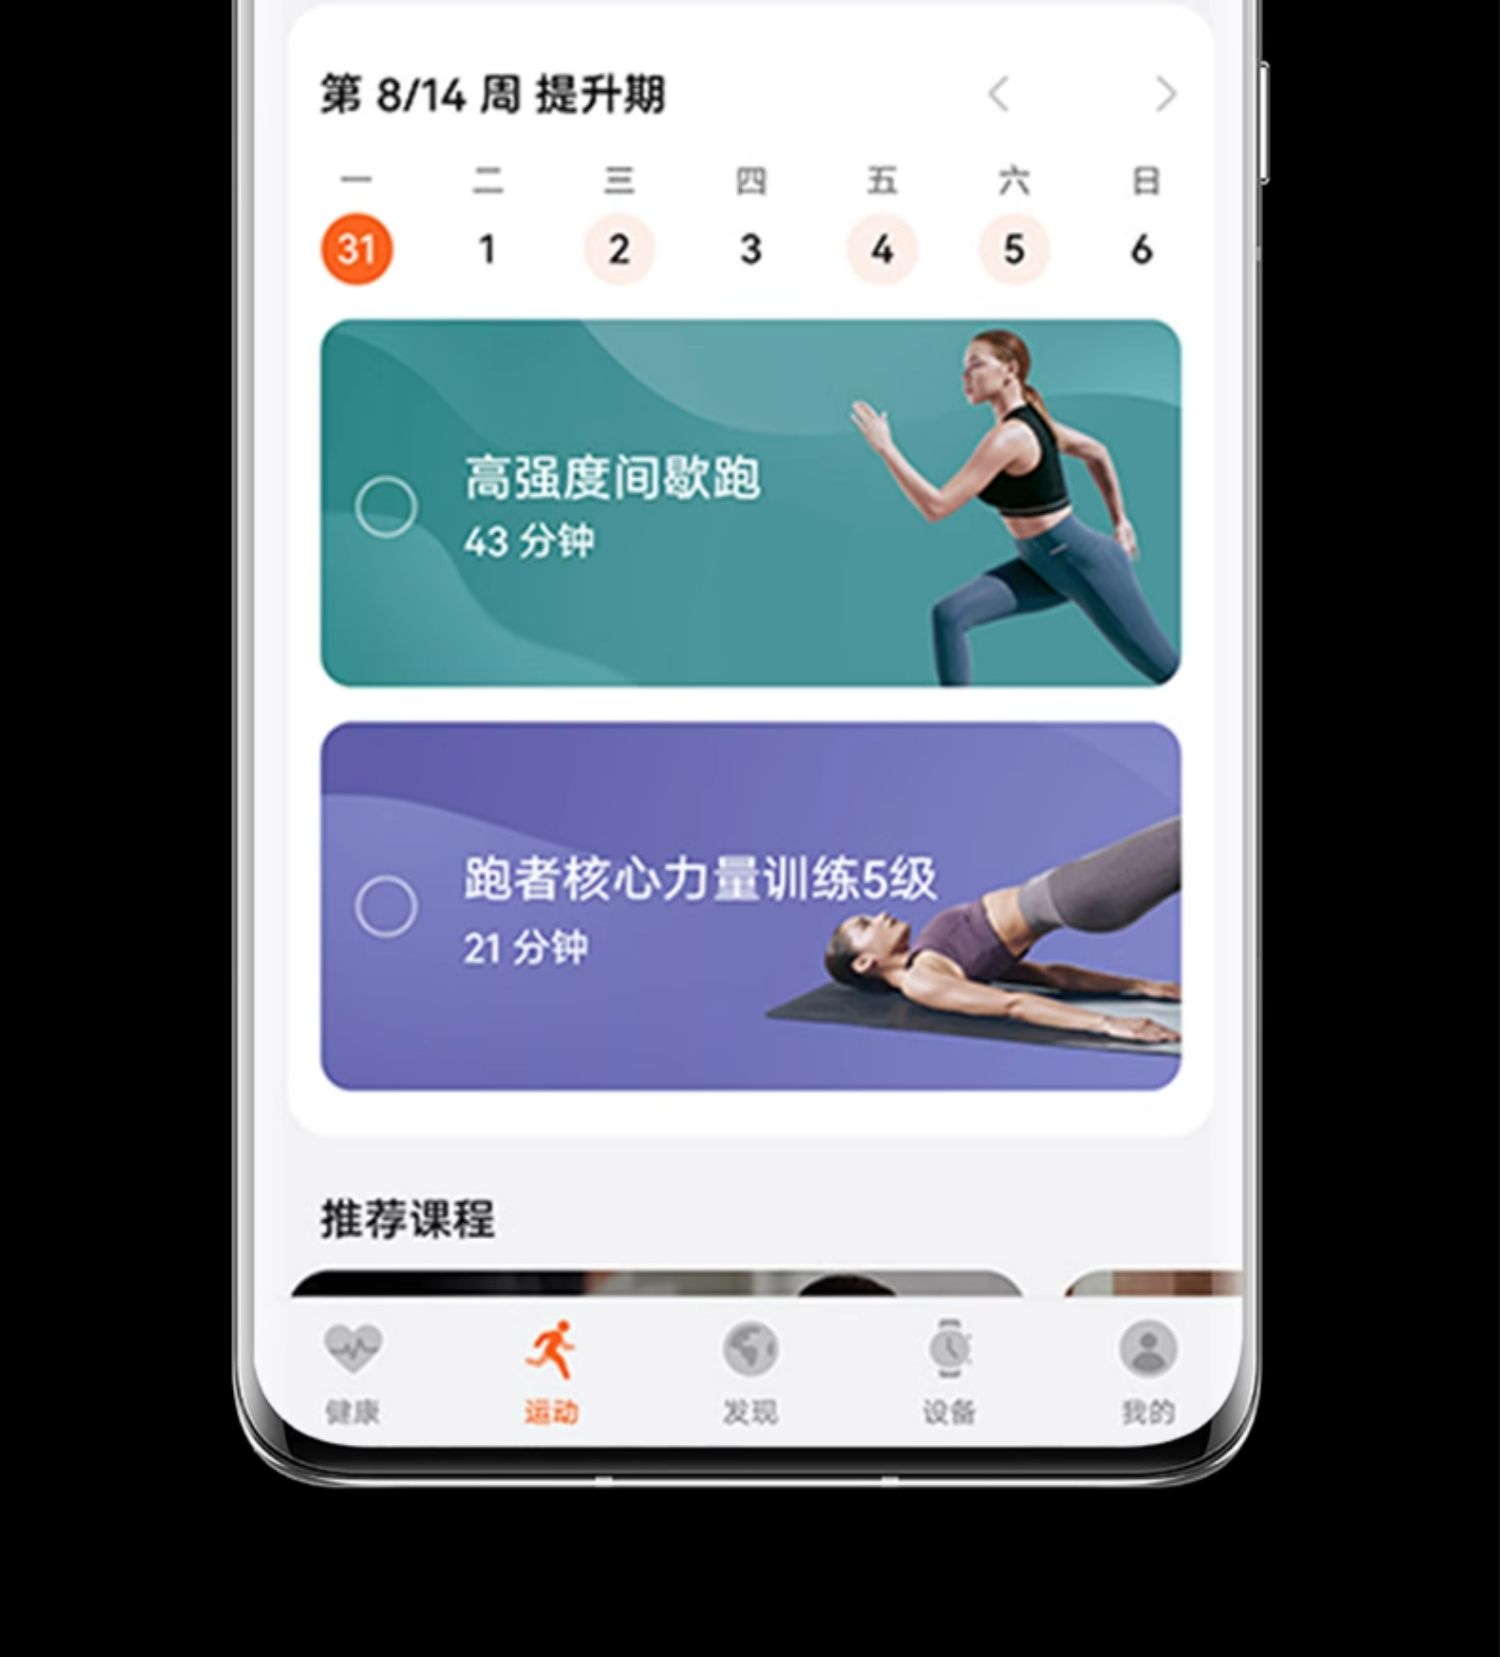 第 8/14 周 提升期
一 二 三 四 五 六 日
31 1 2 3 4 5 6
高强度间歇跑
43 分钟
跑者核心力量训练5级
21 分钟
推荐课程
健康 运动 发现 设备 我的